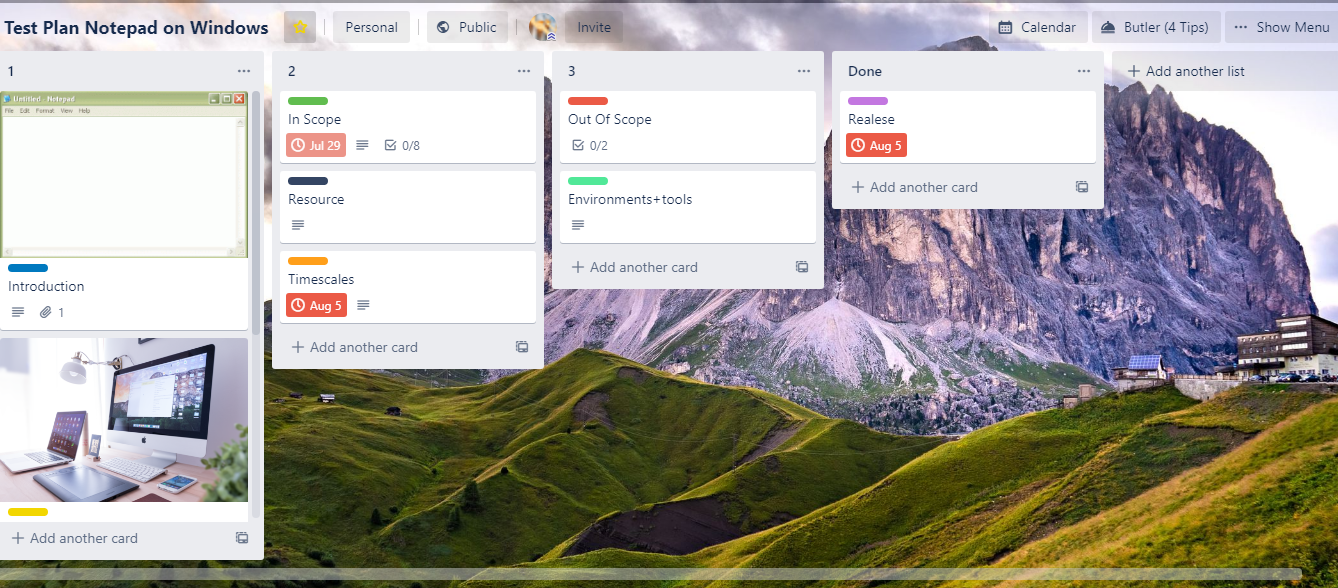 Test Plan Notepad on Windows
Personal
Public
Invite
Calendar
Butler (4 Tips)
Show Menu
1
Untitled - Notepad
File Edit Format View Help
Introduction
1
Add another card
2
In Scope
Jul 29
0/8
Resource
Timescales
Aug 5
Add another card
3
Out Of Scope
0/2
Environments+tools
Add another card
Done
Realese
Aug 5
Add another card
Add another list